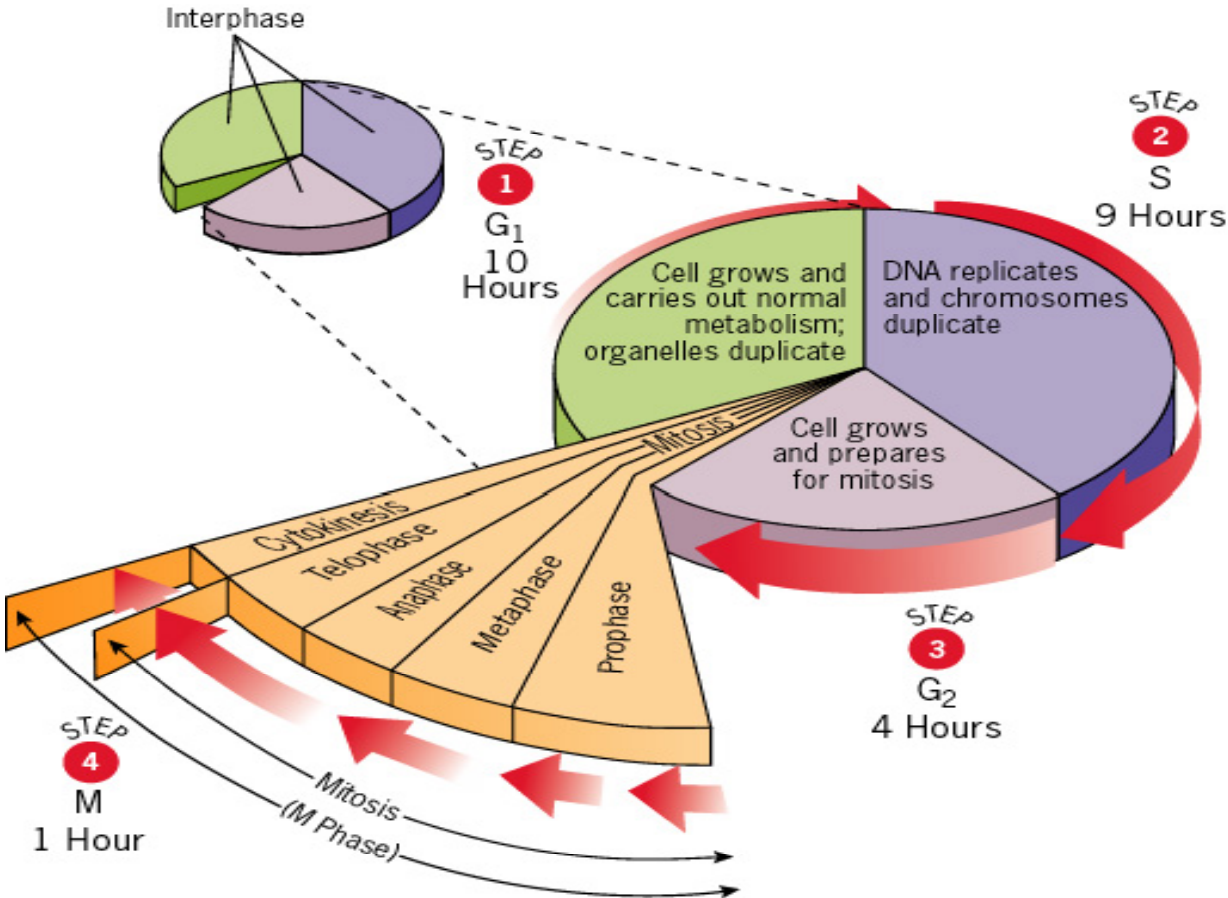 Interphase
STEP
1
G₁
10
Hours
STEP
2
S
9 Hours
Cell grows and
carries out normal
metabolism;
organelles duplicate
DNA replicates
and chromosomes
duplicate
Cell grows
and prepares
for mitosis
Mitosis
Cytokinesis
Telophase
Anaphase
Metaphase
Prophase
STEP
3
G₂
4 Hours
STEP
4
M
1 Hour
Mitosis
(M Phase)